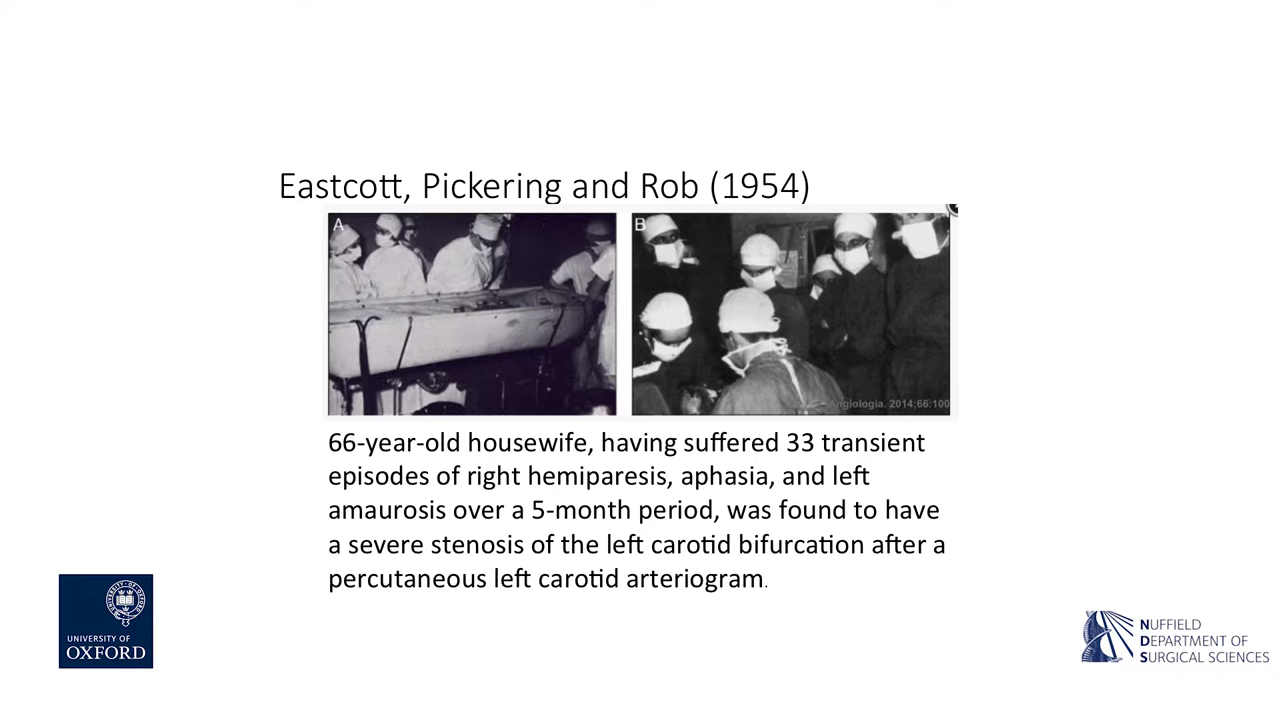 Eastcott, Pickering and Rob (1954)
A
B
Angiologia. 2014;66:100
66-year-old housewife, having suffered 33 transient
episodes of right hemiparesis, aphasia, and left
amaurosis over a 5-month period, was found to have
a severe stenosis of the left carotid bifurcation after a
percutaneous left carotid arteriogram.
UNIVERSITY OF
OXFORD
NUFFIELD
DEPARTMENT OF
SURGICAL SCIENCES